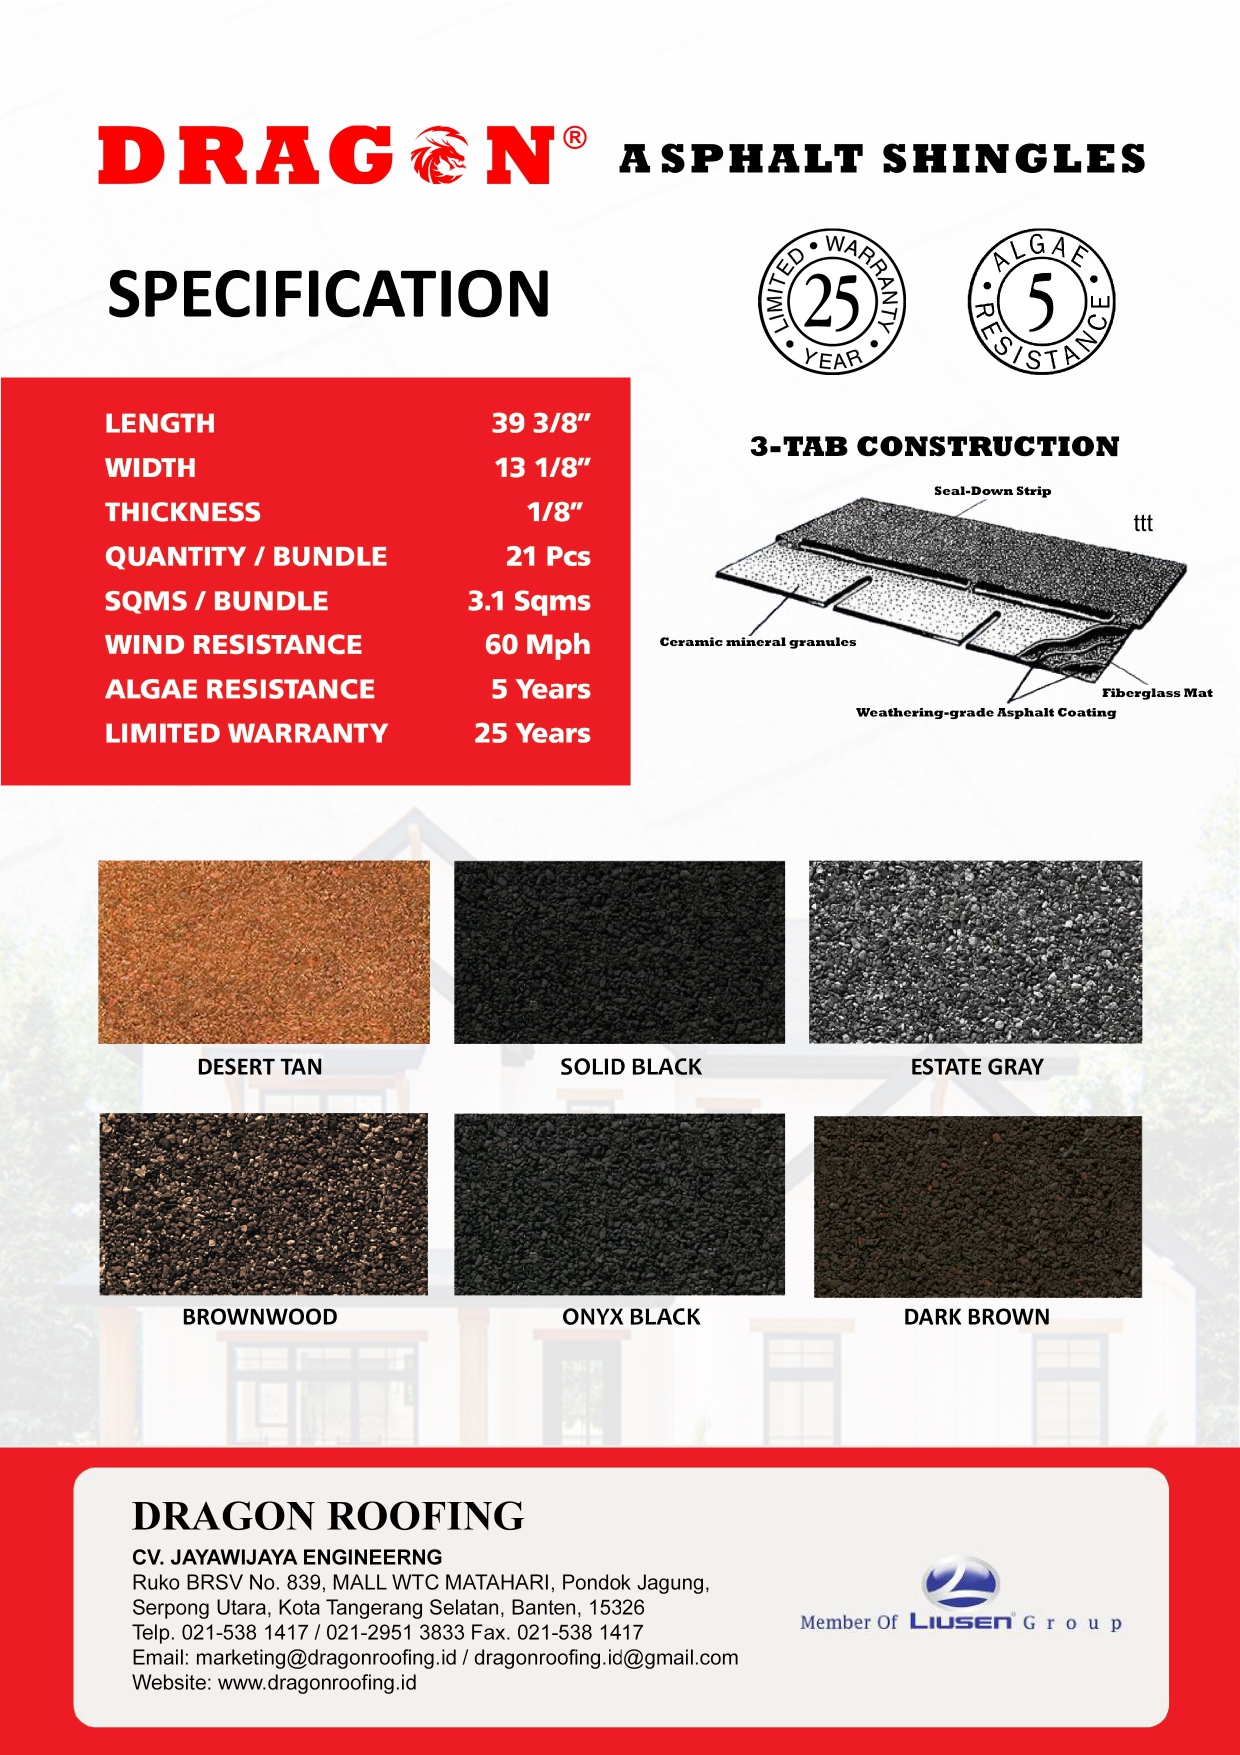 DRAGON® ASPHALT SHINGLES
SPECIFICATION
LIMITED • WARRANTY • YEAR •
25
ALGAE • RESISTANCE •
5
LENGTH 39 3/8”
WIDTH 13 1/8”
THICKNESS 1/8”
QUANTITY / BUNDLE 21 Pcs
SQMS / BUNDLE 3.1 Sqms
WIND RESISTANCE 60 Mph
ALGAE RESISTANCE 5 Years
LIMITED WARRANTY 25 Years
3-TAB CONSTRUCTION
Seal-Down Strip
ttt
Ceramic mineral granules
Fiberglass Mat
Weathering-grade Asphalt Coating
DESERT TAN
SOLID BLACK
ESTATE GRAY
BROWNWOOD
ONYX BLACK
DARK BROWN
DRAGON ROOFING
CV. JAYAWIJAYA ENGINEERNG
Ruko BRSV No. 839, MALL WTC MATAHARI, Pondok Jagung,
Serpong Utara, Kota Tangerang Selatan, Banten, 15326
Telp. 021-538 1417 / 021-2951 3833 Fax. 021-538 1417
Email: marketing@dragonroofing.id / dragonroofing.id@gmail.com
Website: www.dragonroofing.id
Member Of LIUSEN® Group